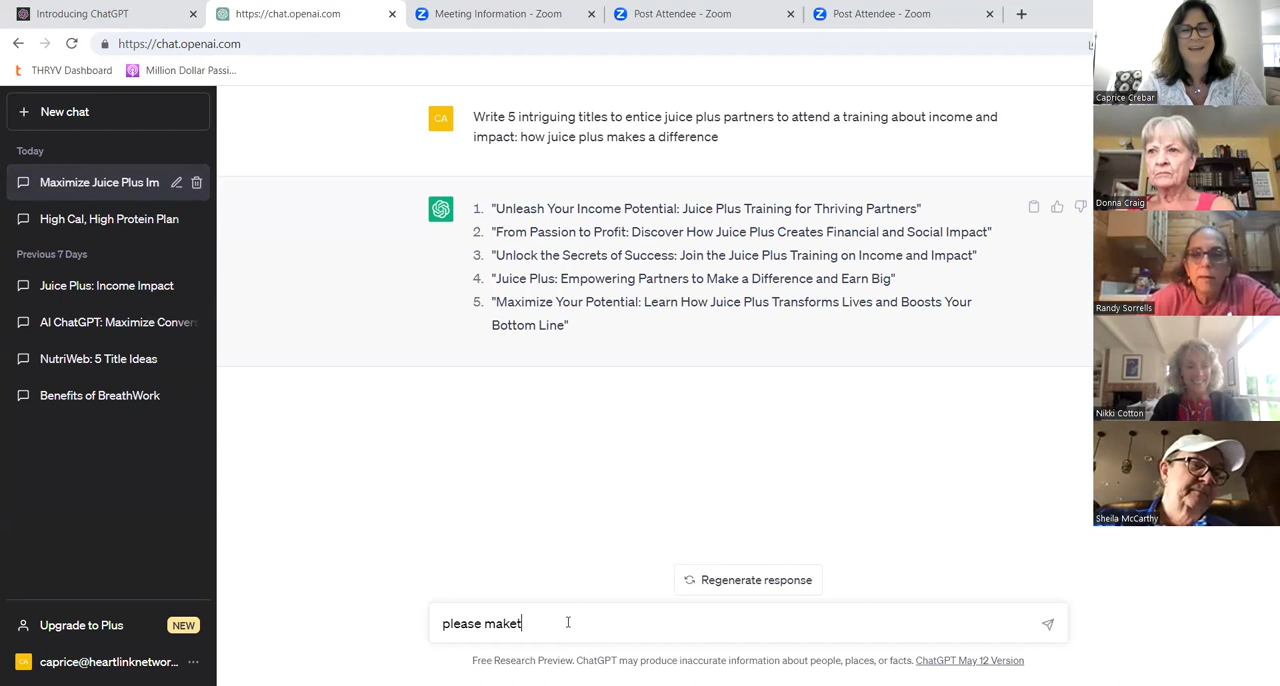 Introducing ChatGPT
https://chat.openai.com
Meeting Information - Zoom
Post Attendee - Zoom
Post Attendee - Zoom
https://chat.openai.com
THRYV Dashboard
Million Dollar Passi...
New chat
Today
Maximize Juice Plus Im
High Cal, High Protein Plan
Previous 7 Days
Juice Plus: Income Impact
AI ChatGPT: Maximize Conver
NutriWeb: 5 Title Ideas
Benefits of BreathWork
Upgrade to Plus
NEW
CA
caprice@heartlinknetwor...
CA
Write 5 intriguing titles to entice juice plus partners to attend a training about income and
impact: how juice plus makes a difference
1. "Unleash Your Income Potential: Juice Plus Training for Thriving Partners"
2. "From Passion to Profit: Discover How Juice Plus Creates Financial and Social Impact"
3. "Unlock the Secrets of Success: Join the Juice Plus Training on Income and Impact"
4. "Juice Plus: Empowering Partners to Make a Difference and Earn Big"
5. "Maximize Your Potential: Learn How Juice Plus Transforms Lives and Boosts Your
Bottom Line"
Regenerate response
please maket
Free Research Preview. ChatGPT may produce inaccurate information about people, places, or facts. ChatGPT May 12 Version
Caprice Crebar
Donna Craig
Randy Sorrells
Nikki Cotton
Sheila McCarthy